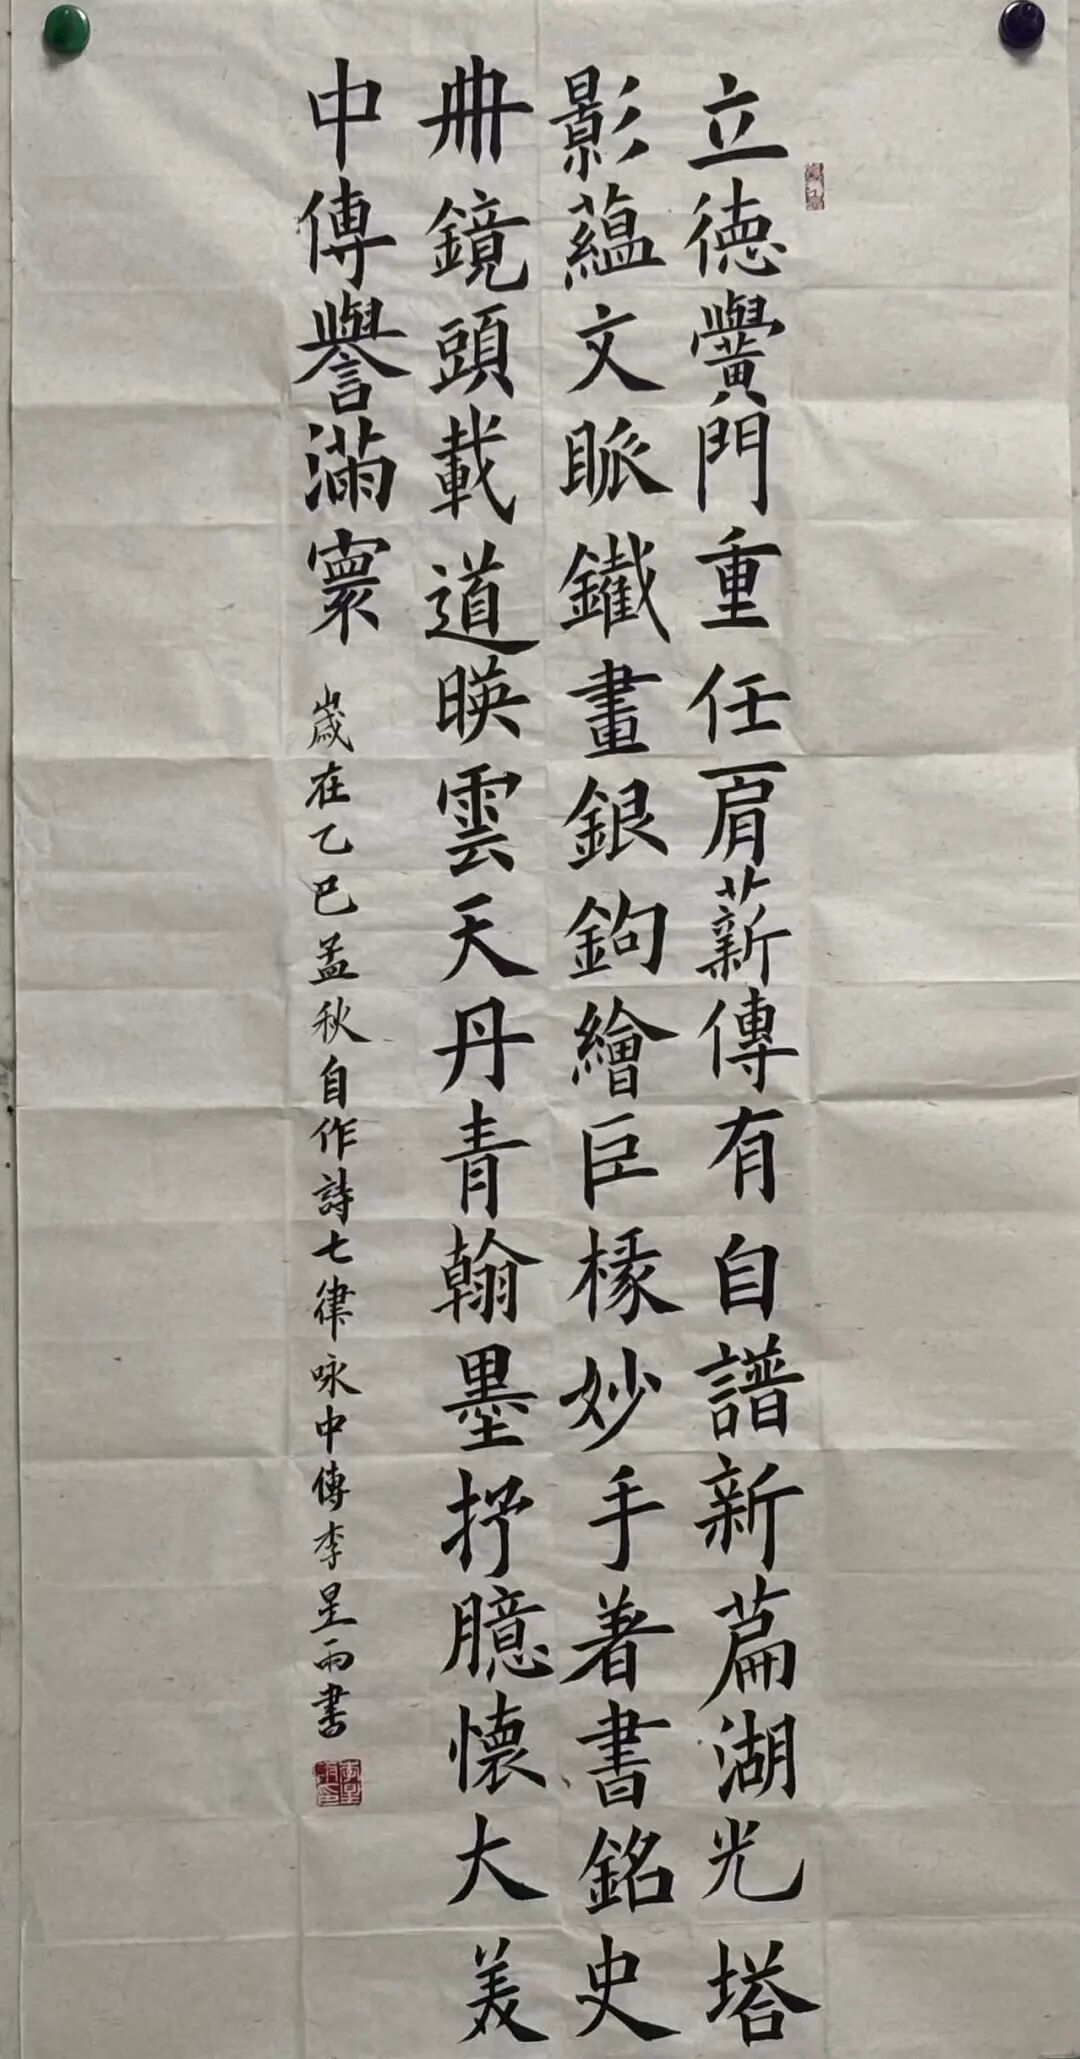 立德黌門重任肩薪傳有自譜新篇湖光塔
影蘊文脈鐵畫銀鉤繪巨椽妙手著書銘史
冊鏡頭載道暎雲天丹青翰墨抒臆懷大美
中傳譽滿寰
歲在乙巳孟秋自作詩七律咏中傳李星雨書